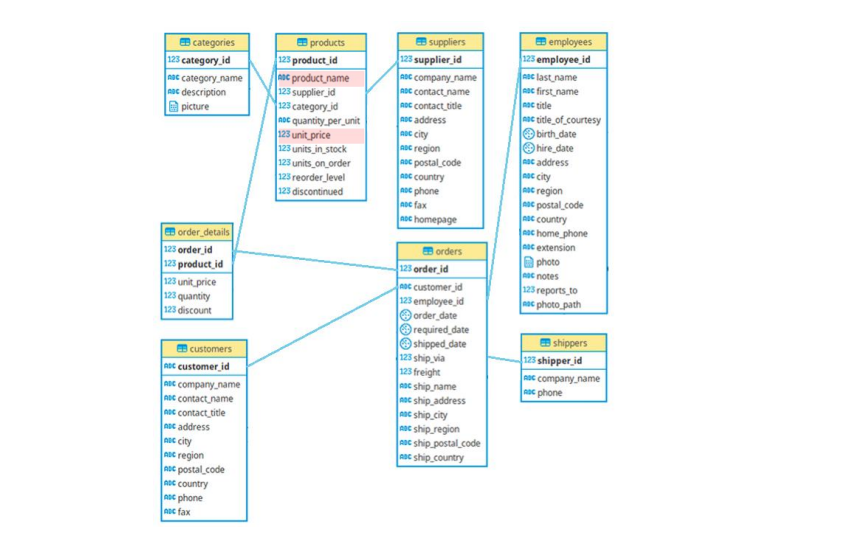 categories
123 category_id
ABC category_name
ABC description
picture
products
123 product_id
ABC product_name
123 supplier_id
123 category_id
ABC quantity_per_unit
123 unit_price
123 units_in_stock
123 units_on_order
123 reorder_level
123 discontinued
suppliers
123 supplier_id
ABC company_name
ABC contact_name
ABC contact_title
ABC address
ABC city
ABC region
ABC postal_code
ABC country
ABC phone
ABC fax
ABC homepage
employees
123 employee_id
ABC last_name
ABC first_name
ABC title
ABC title_of_courtesy
birth_date
hire_date
ABC address
ABC city
ABC region
ABC postal_code
ABC country
ABC home_phone
ABC extension
photo
ABC notes
123 reports_to
ABC photo_path
order_details
123 order_id
123 product_id
123 unit_price
123 quantity
123 discount
orders
123 order_id
ABC customer_id
123 employee_id
order_date
required_date
shipped_date
123 ship_via
123 freight
ABC ship_name
ABC ship_address
ABC ship_city
ABC ship_region
ABC ship_postal_code
ABC ship_country
customers
ABC customer_id
ABC company_name
ABC contact_name
ABC contact_title
ABC address
ABC city
ABC region
ABC postal_code
ABC country
ABC phone
ABC fax
shippers
123 shipper_id
ABC company_name
ABC phone